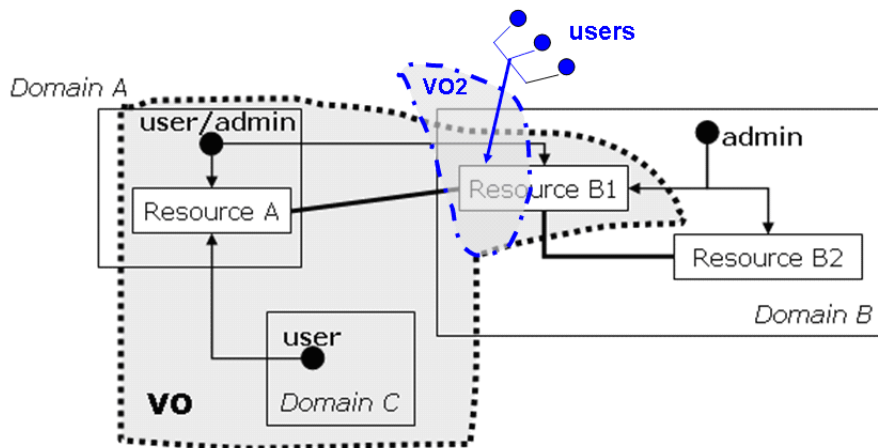 users
Domain A
VO2
user/admin
admin
Resource A
Resource B1
Resource B2
Domain B
user
VO
Domain C